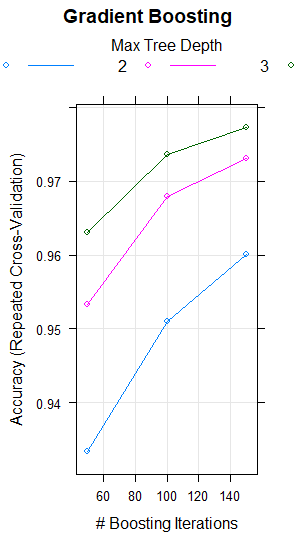 Gradient Boosting
Max Tree Depth
2 3
0.97
0.96
0.95
0.94
Accuracy (Repeated Cross-Validation)
60 80 100 120 140
# Boosting Iterations